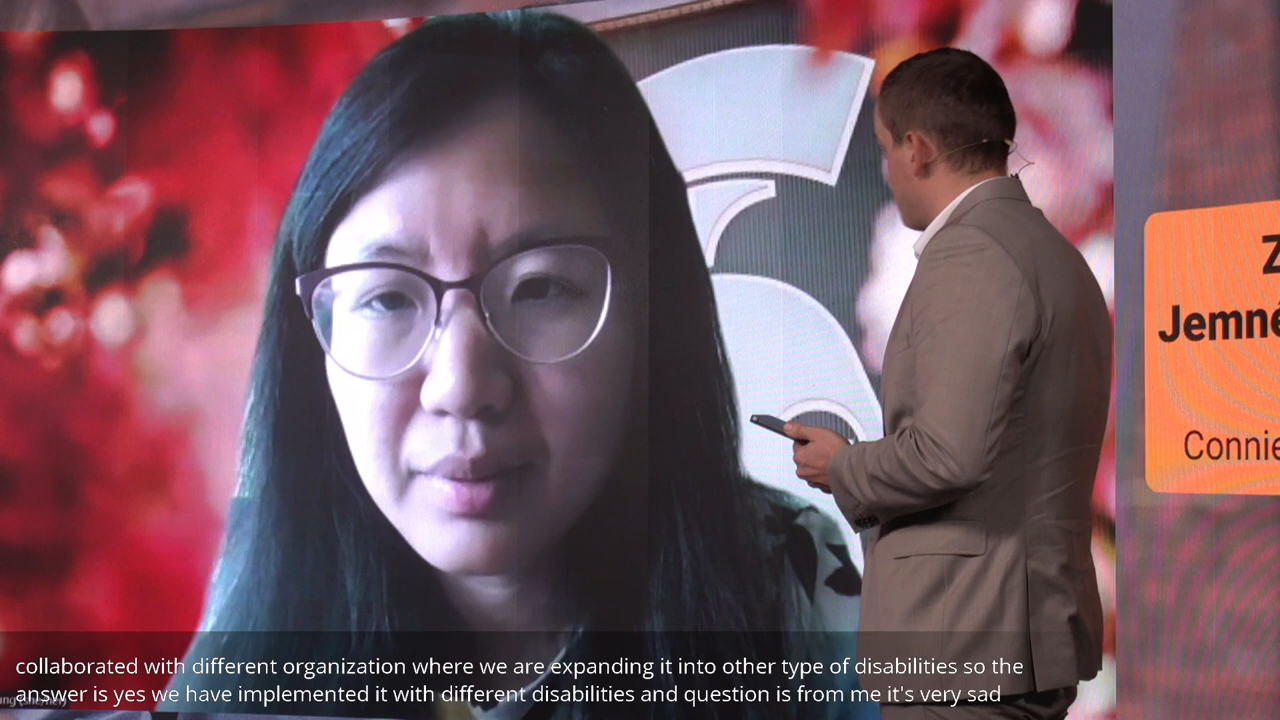 Z
Jemné
Connie
collaborated with different organization where we are expanding it into other type of disabilities so the
answer is yes we have implemented it with different disabilities and question is from me it's very sad